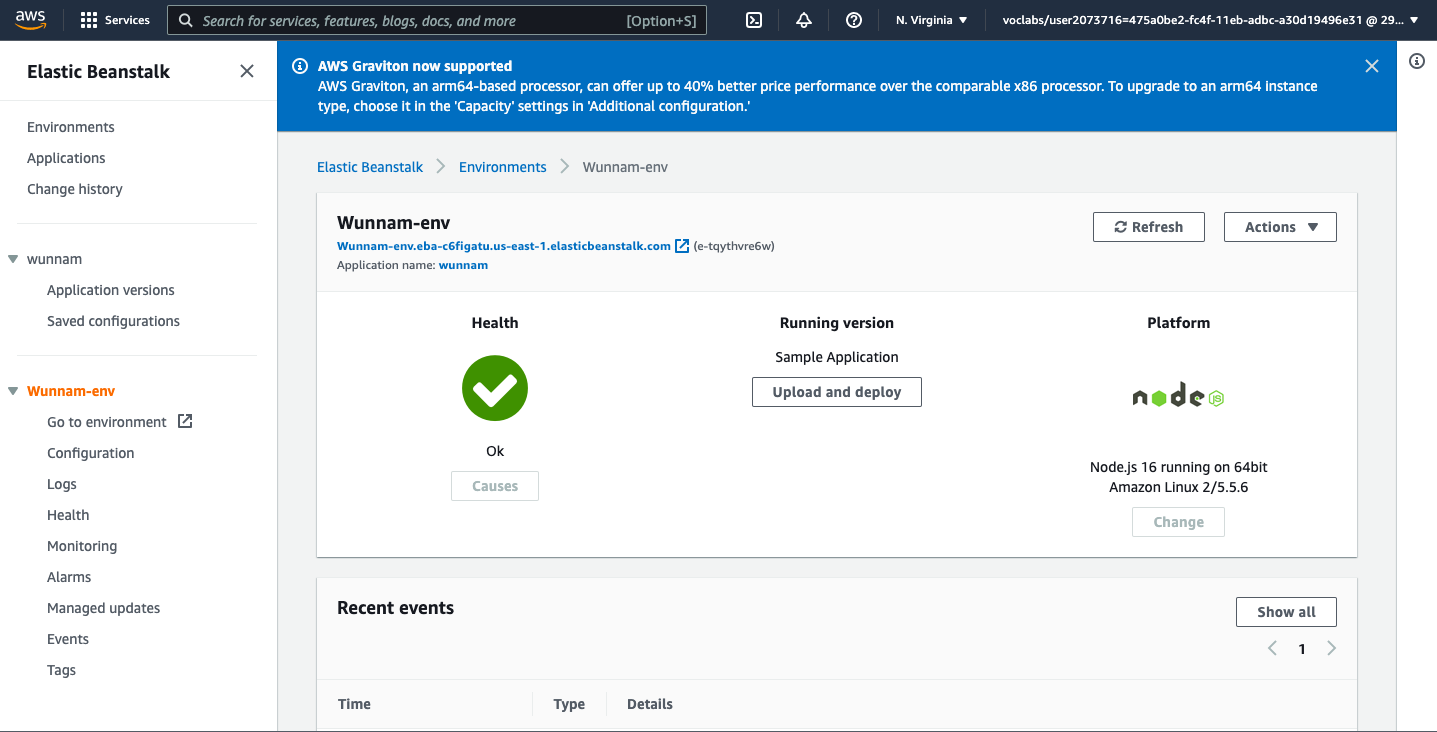 aws
Services
Search for services, features, blogs, docs, and more
[Option+S]
N. Virginia
voclabs/user2073716=475a0be2-fc4f-11eb-adbc-a30d19496e31 @ 29...
Elastic Beanstalk
Environments
Applications
Change history
wunnam
Application versions
Saved configurations
Wunnam-env
Go to environment
Configuration
Logs
Health
Monitoring
Alarms
Managed updates
Events
Tags
AWS Graviton now supported
AWS Graviton, an arm64-based processor, can offer up to 40% better price performance over the comparable x86 processor. To upgrade to an arm64 instance
type, choose it in the 'Capacity' settings in 'Additional configuration.'
Elastic Beanstalk
Environments
Wunnam-env
Wunnam-env
Wunnam-env.eba-c6figatu.us-east-1.elasticbeanstalk.com (e-tqythvre6w)
Application name: wunnam
Refresh
Actions
Health
Ok
Causes
Running version
Sample Application
Upload and deploy
Platform
node JS
Node.js 16 running on 64bit
Amazon Linux 2/5.5.6
Change
Recent events
Show all
1
Time
Type
Details